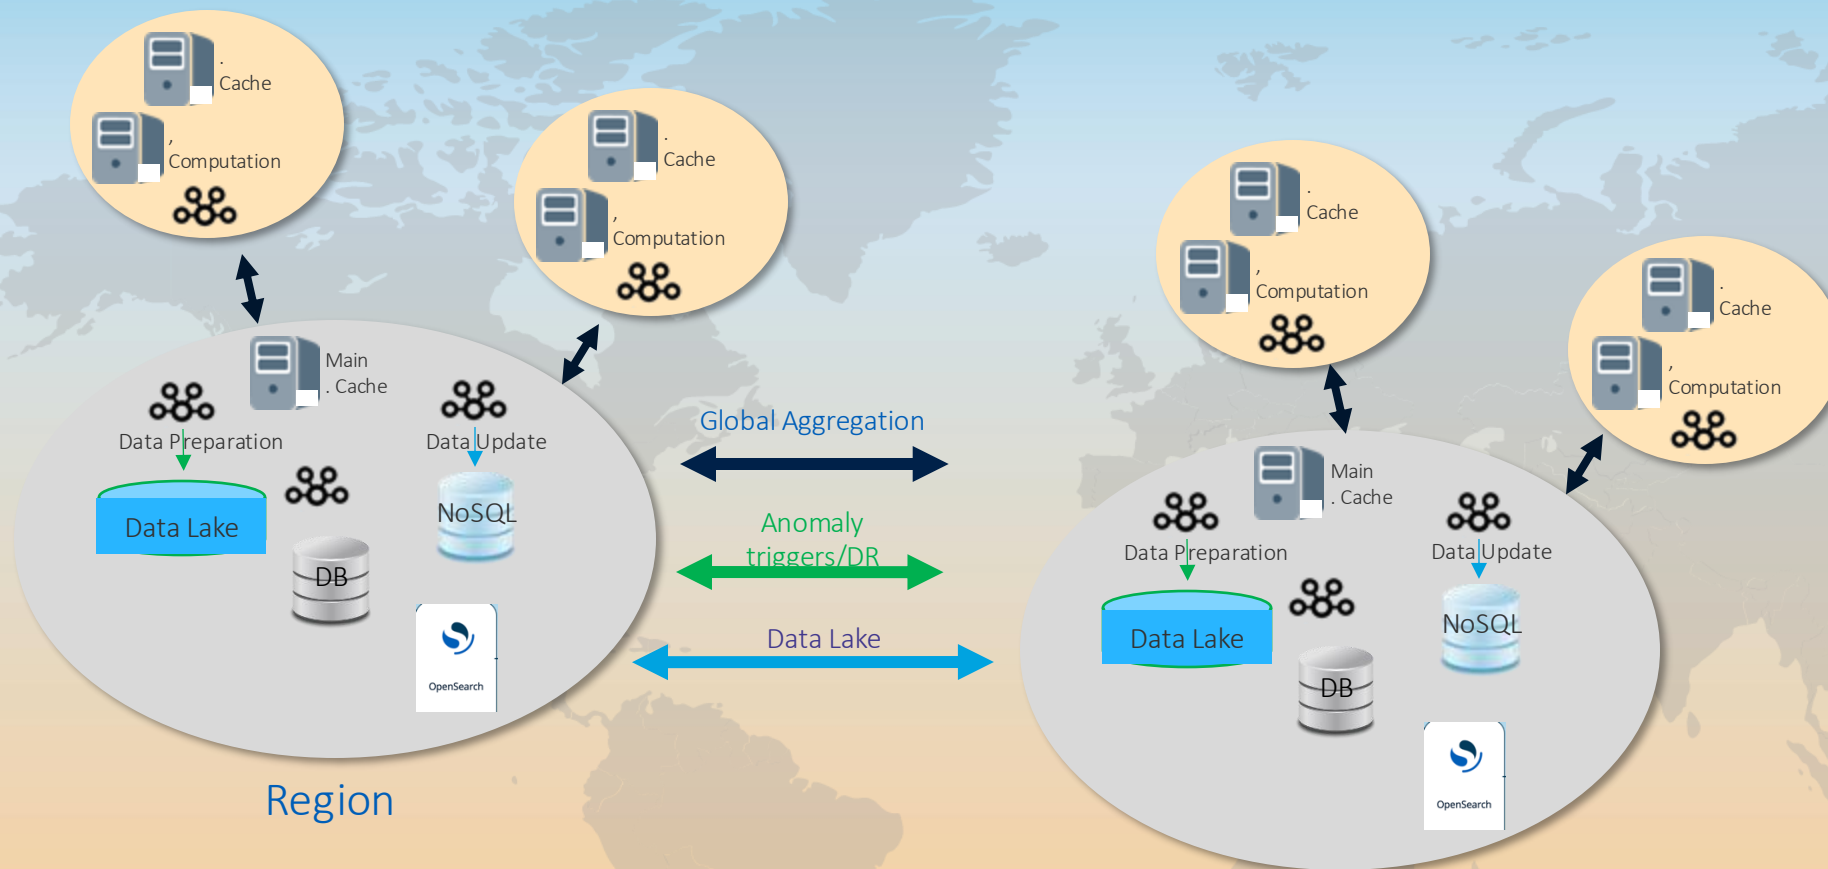 .
Cache
,
Computation
.
Cache
,
Computation
.
Cache
,
Computation
.
Cache
,
Computation
Main
. Cache
Data Preparation
Data Update
Data Lake
NoSQL
DB
OpenSearch
-
Region
Global Aggregation
Anomaly
triggers/DR
Data Lake
Main
. Cache
Data Preparation
Data Update
Data Lake
NoSQL
DB
OpenSearch
-